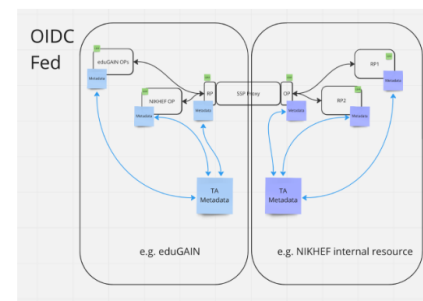 OIDC
Fed
eduGAIN OPs
Metadata
NIKHEF OP
Metadata
RP
Metadata
SSP Proxy
OP
Metadata
RP1
Metadata
RP2
Metadata
TA
Metadata
TA
Metadata
e.g. eduGAIN
e.g. NIKHEF internal resource